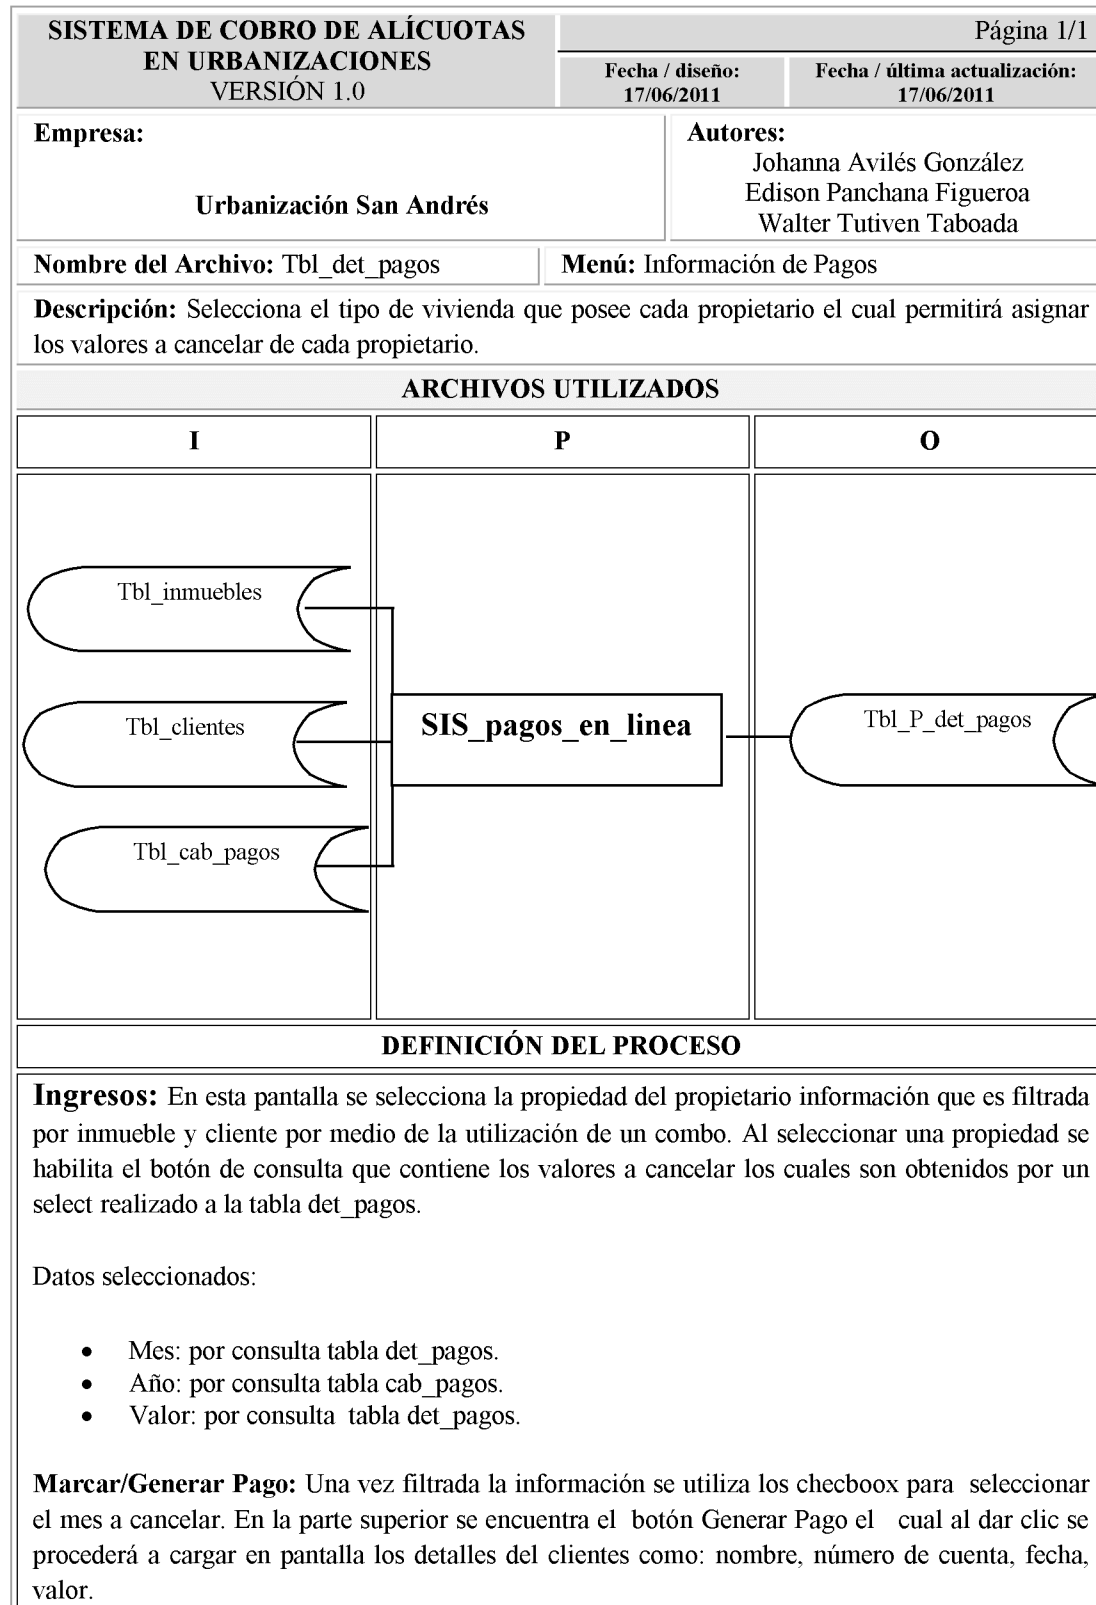 SISTEMA DE COBRO DE ALÍCUOTAS
EN URBANIZACIONES
VERSIÓN 1.0
Página 1/1
Fecha / diseño:
17/06/2011
Fecha / última actualización:
17/06/2011
Empresa:
Urbanización San Andrés
Autores:
Johanna Avilés González
Edison Panchana Figueroa
Walter Tutiven Taboada
Nombre del Archivo: Tbl_det_pagos
Menú: Información de Pagos
Descripción: Selecciona el tipo de vivienda que posee cada propietario el cual permitirá asignar
los valores a cancelar de cada propietario.
ARCHIVOS UTILIZADOS
I
P
O
Tbl_inmuebles
Tbl_clientes
Tbl_cab_pagos
SIS_pagos_en_linea
Tbl_P_det_pagos
DEFINICIÓN DEL PROCESO
Ingresos: En esta pantalla se selecciona la propiedad del propietario información que es filtrada
por inmueble y cliente por medio de la utilización de un combo. Al seleccionar una propiedad se
habilita el botón de consulta que contiene los valores a cancelar los cuales son obtenidos por un
select realizado a la tabla det_pagos.
Datos seleccionados:
• Mes: por consulta tabla det_pagos.
• Año: por consulta tabla cab_pagos.
• Valor: por consulta tabla det_pagos.
Marcar/Generar Pago: Una vez filtrada la información se utiliza los checboox para seleccionar
el mes a cancelar. En la parte superior se encuentra el botón Generar Pago el cual al dar clic se
procederá a cargar en pantalla los detalles del clientes como: nombre, número de cuenta, fecha,
valor.